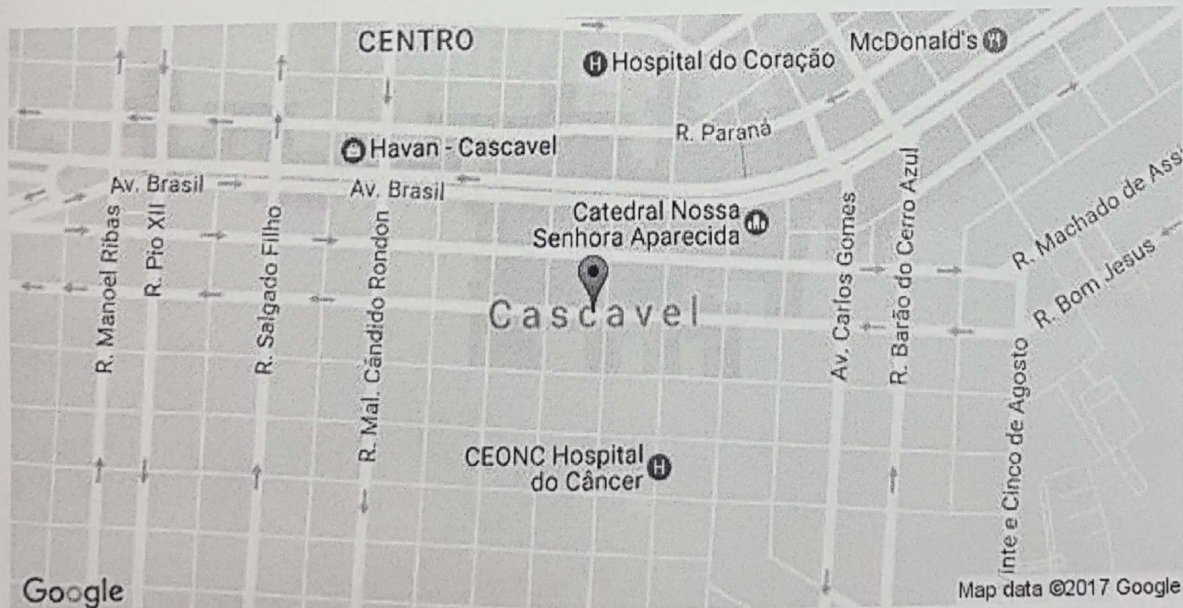 CENTRO
Hospital do Coração
McDonald's
R. Paraná
Havan - Cascavel
Av. Brasil
Av. Brasil
Catedral Nossa
Senhora Aparecida
R. Manoel Ribas
R. Pio XII
R. Salgado Filho
R. Mal. Cândido Rondon
Cascavel
Av. Carlos Gomes
R. Barão do Cerro Azul
R. Machado de Assi
R. Bom Jesus
inte e Cinco de Agosto
CEONC Hospital
do Câncer
Google
Map data ©2017 Google